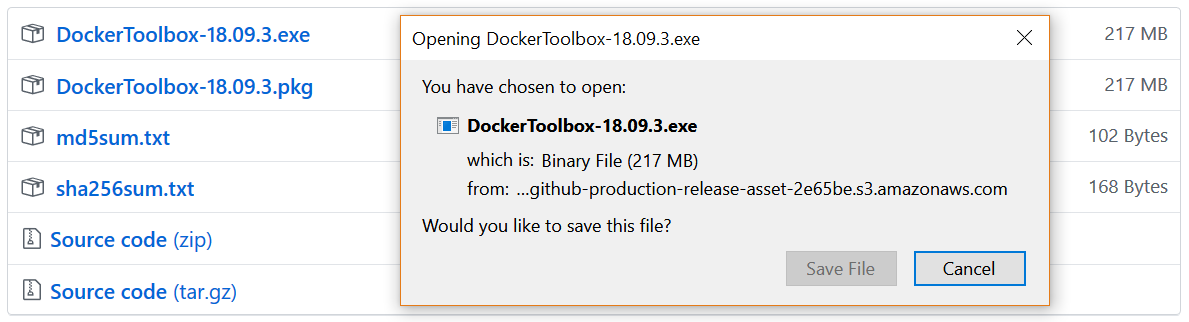 DockerToolbox-18.09.3.exe
217 MB
DockerToolbox-18.09.3.pkg
217 MB
md5sum.txt
102 Bytes
sha256sum.txt
168 Bytes
Source code (zip)
Source code (tar.gz)
Opening DockerToolbox-18.09.3.exe
You have chosen to open:
DockerToolbox-18.09.3.exe
which is: Binary File (217 MB)
from: ...github-production-release-asset-2e65be.s3.amazonaws.com
Would you like to save this file?
Save File
Cancel